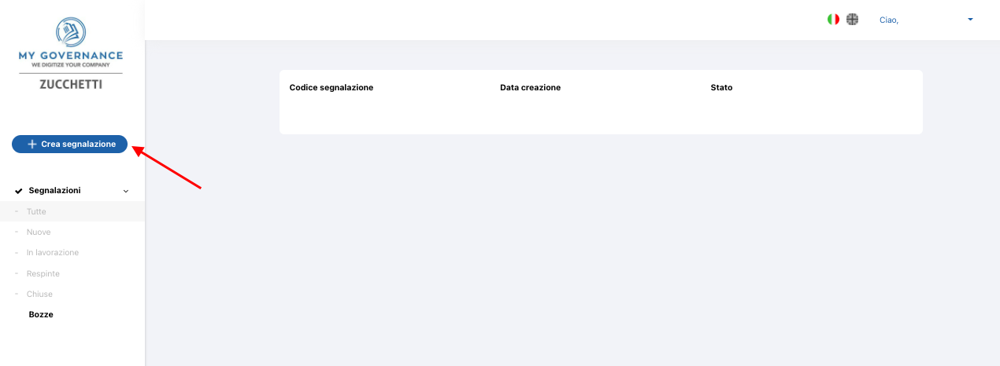 MY GOVERNANCE
WE DIGITIZE YOUR COMPANY
ZUCCHETTI
Ciao,
Codice segnalazione Data creazione Stato
Crea segnalazione
Segnalazioni
- Tutte
- Nuove
- In lavorazione
- Respinte
- Chiuse
Bozze